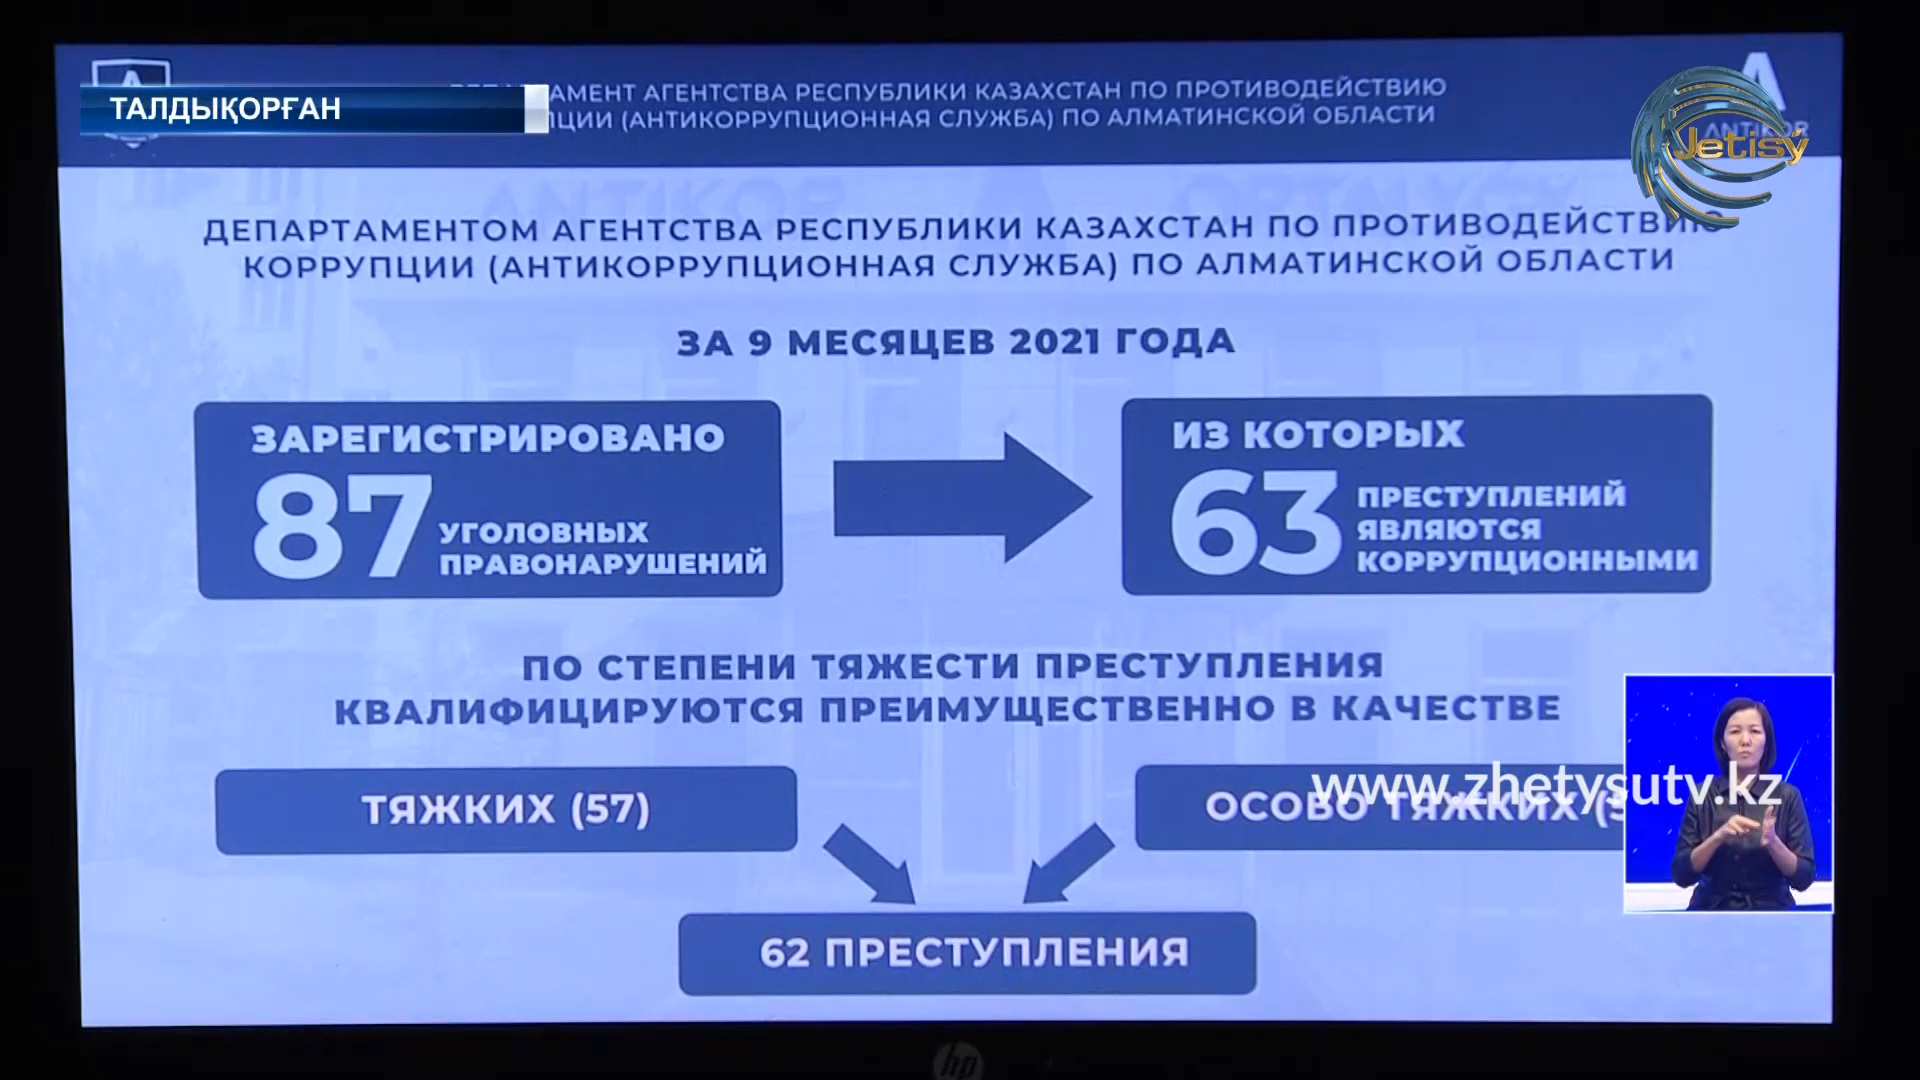 ТАЛДЫҚОРҒАН
АМЕНТ АГЕНТСТВА РЕСПУБЛИКИ КАЗАХСТАН ПО ПРОТИВОДЕЙСТВИЮ
ЦИИ (АНТИКОРРУПЦИОННАЯ СЛУЖБА) ПО АЛМАТИНСКОЙ ОБЛАСТИ
ANTIKOR
Jetisý
ДЕПАРТАМЕНТОМ АГЕНТСТВА РЕСПУБЛИКИ КАЗАХСТАН ПО ПРОТИВОДЕЙСТВИЮ
КОРРУПЦИИ (АНТИКОРРУПЦИОННАЯ СЛУЖБА) ПО АЛМАТИНСКОЙ ОБЛАСТИ
ЗА 9 МЕСЯЦЕВ 2021 ГОДА
ЗАРЕГИСТРИРОВАНО
87 УГОЛОВНЫХ
ПРАВОНАРУШЕНИЙ
ИЗ КОТОРЫХ
63 ПРЕСТУПЛЕНИЙ
ЯВЛЯЮТСЯ
КОРРУПЦИОННЫМИ
ПО СТЕПЕНИ ТЯЖЕСТИ ПРЕСТУПЛЕНИЯ
КВАЛИФИЦИРУЮТСЯ ПРЕИМУЩЕСТВЕННО В КАЧЕСТВЕ
ТЯЖКИХ (57)
ОСОБО ТЯЖКИХ
www.zhetysutv.kz
62 ПРЕСТУПЛЕНИЯ
hp